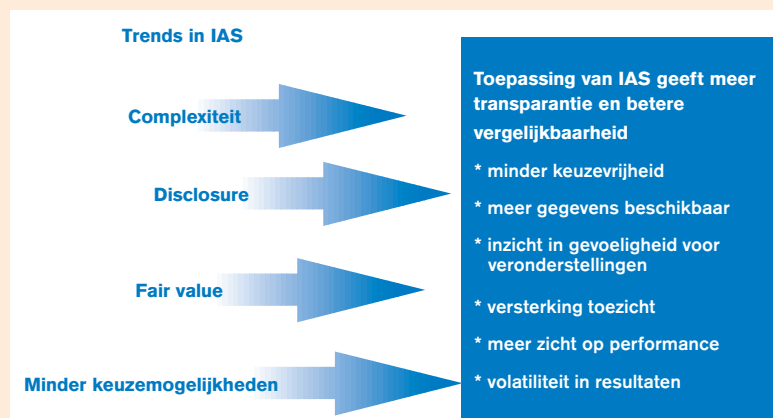 Trends in IAS
Complexiteit
Disclosure
Fair value
Minder keuzemogelijkheden
Toepassing van IAS geeft meer
transparantie en betere
vergelijkbaarheid
* minder keuzevrijheid
* meer gegevens beschikbaar
* inzicht in gevoeligheid voor
veronderstellingen
* versterking toezicht
* meer zicht op performance
* volatiliteit in resultaten